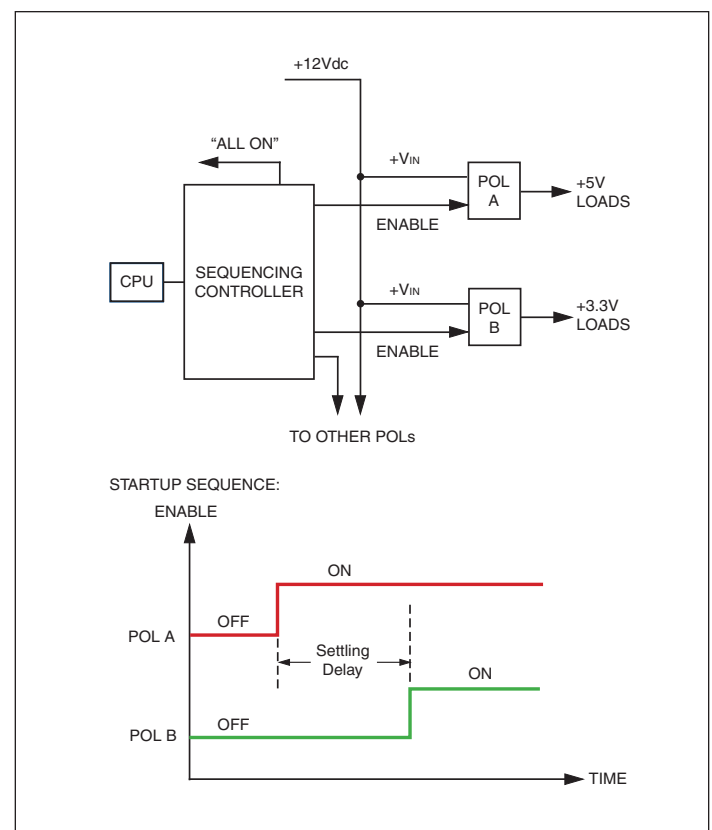 +12Vdc
“ALL ON”
+VIN
POL
A
+5V
LOADS
ENABLE
CPU
SEQUENCING
CONTROLLER
+VIN
POL
B
+3.3V
LOADS
ENABLE
TO OTHER POLs
STARTUP SEQUENCE:
ENABLE
ON
OFF
POL A
Settling
Delay
ON
OFF
POL B
TIME